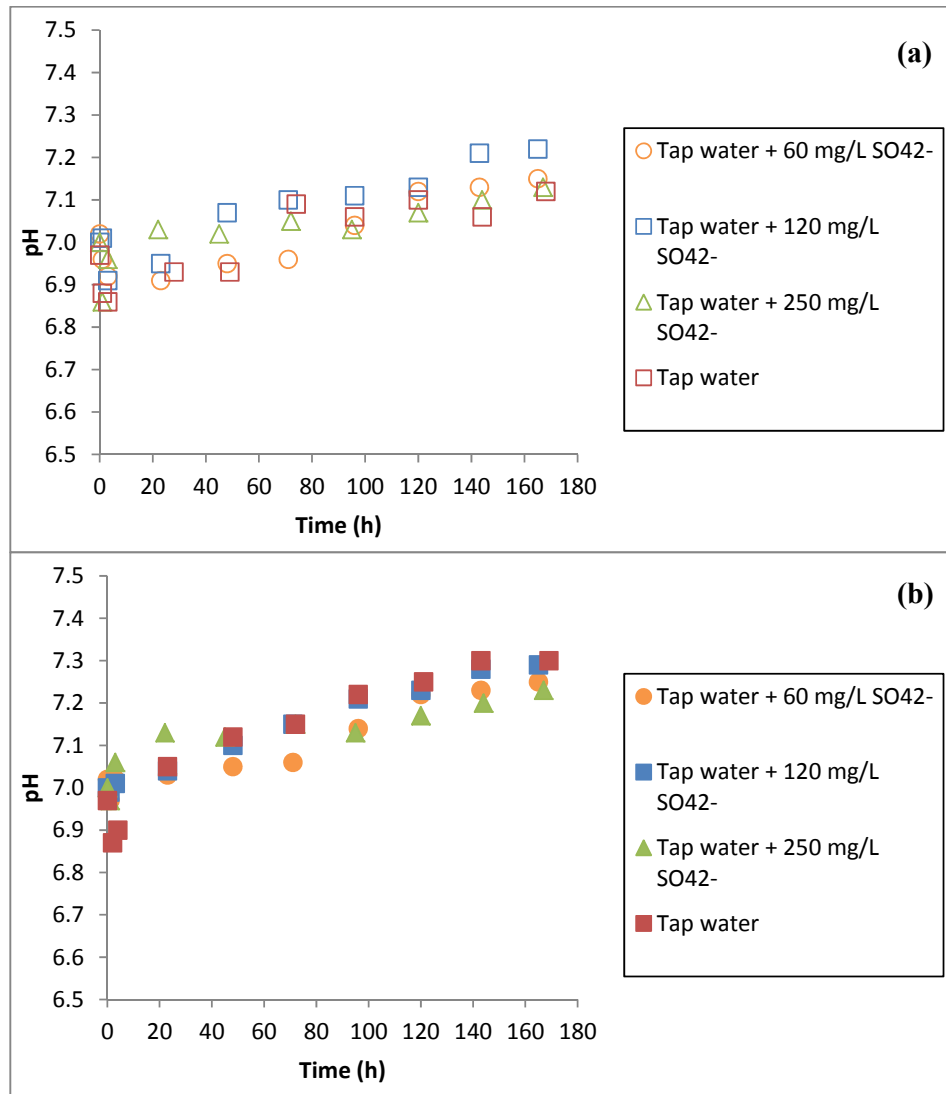 (a)
7.5
7.4
7.3
7.2
7.1
7.0
6.9
6.8
6.7
6.6
6.5
pH
0 20 40 60 80 100 120 140 160 180
Time (h)
Tap water + 60 mg/L SO42-
Tap water + 120 mg/L
SO42-
Tap water + 250 mg/L
SO42-
Tap water
(b)
7.5
7.4
7.3
7.2
7.1
7.0
6.9
6.8
6.7
6.6
6.5
pH
0 20 40 60 80 100 120 140 160 180
Time (h)
Tap water + 60 mg/L SO42-
Tap water + 120 mg/L
SO42-
Tap water + 250 mg/L
SO42-
Tap water